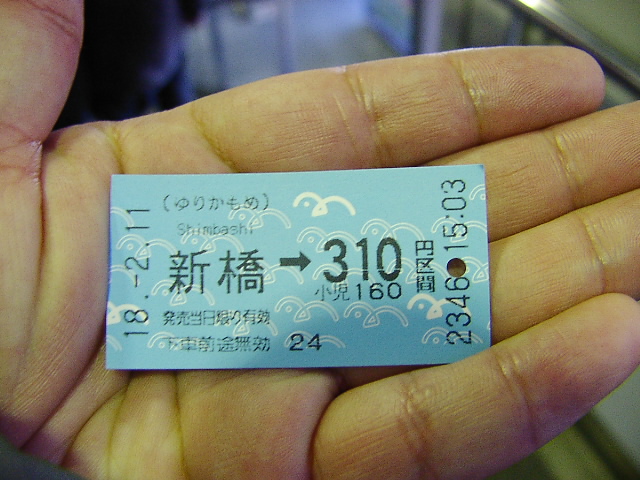 18.-2.11
(ゆりかもめ)
Shimbashi
新橋→310円区間
小児160
発売当日限り有効
下車前途無効 24
2346 15:03